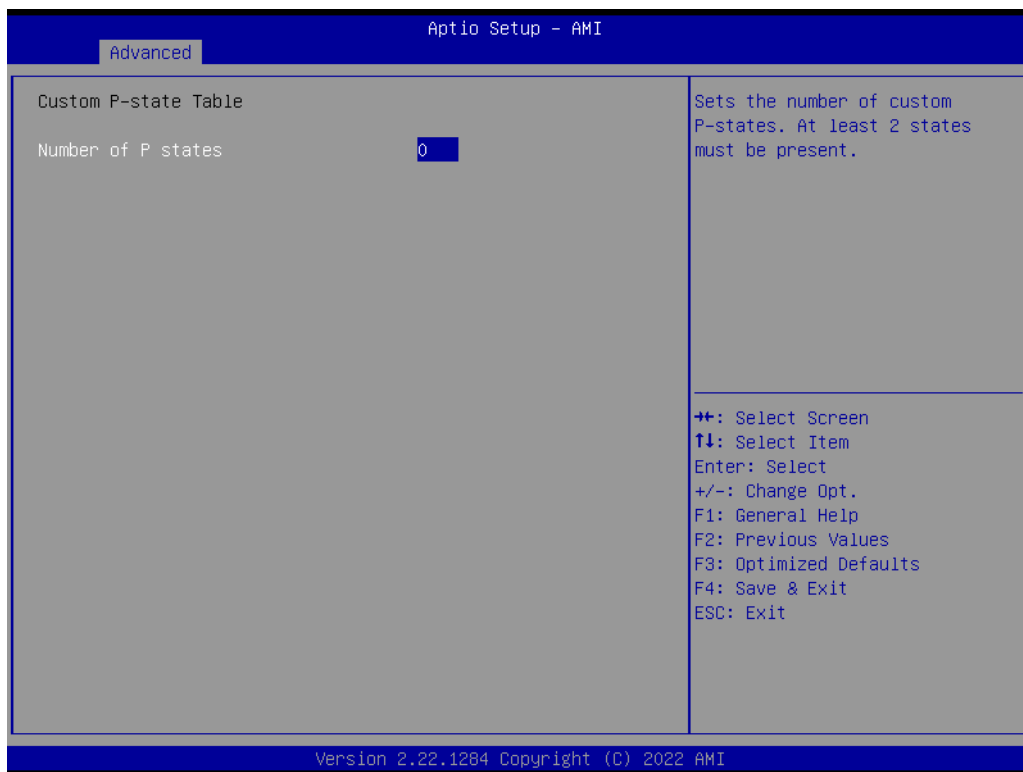 Aptio Setup – AMI
Advanced
Custom P-state Table
Number of P states 0
Sets the number of custom
P-states. At least 2 states
must be present.
→←: Select Screen
↑↓: Select Item
Enter: Select
+/-: Change Opt.
F1: General Help
F2: Previous Values
F3: Optimized Defaults
F4: Save & Exit
ESC: Exit
Version 2.22.1284 Copyright (C) 2022 AMI